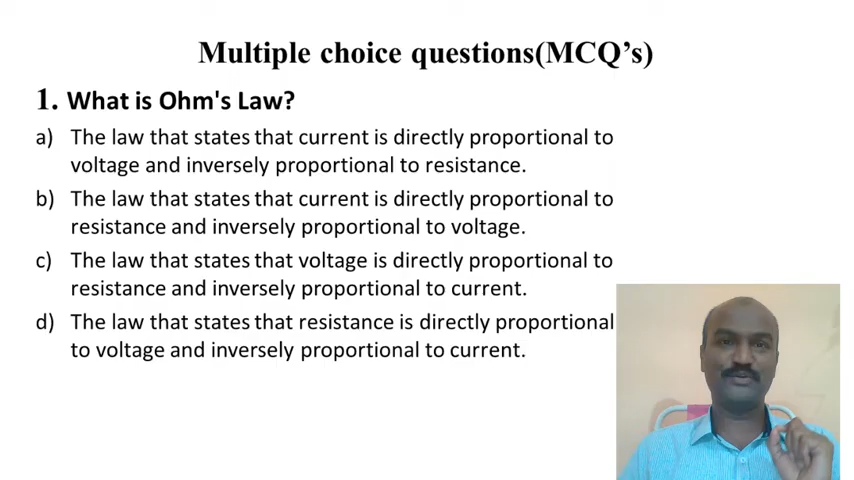 Multiple choice questions(MCQ’s)
1. What is Ohm's Law?
a) The law that states that current is directly proportional to
voltage and inversely proportional to resistance.
b) The law that states that current is directly proportional to
resistance and inversely proportional to voltage.
c) The law that states that voltage is directly proportional to
resistance and inversely proportional to current.
d) The law that states that resistance is directly proportional
to voltage and inversely proportional to current.